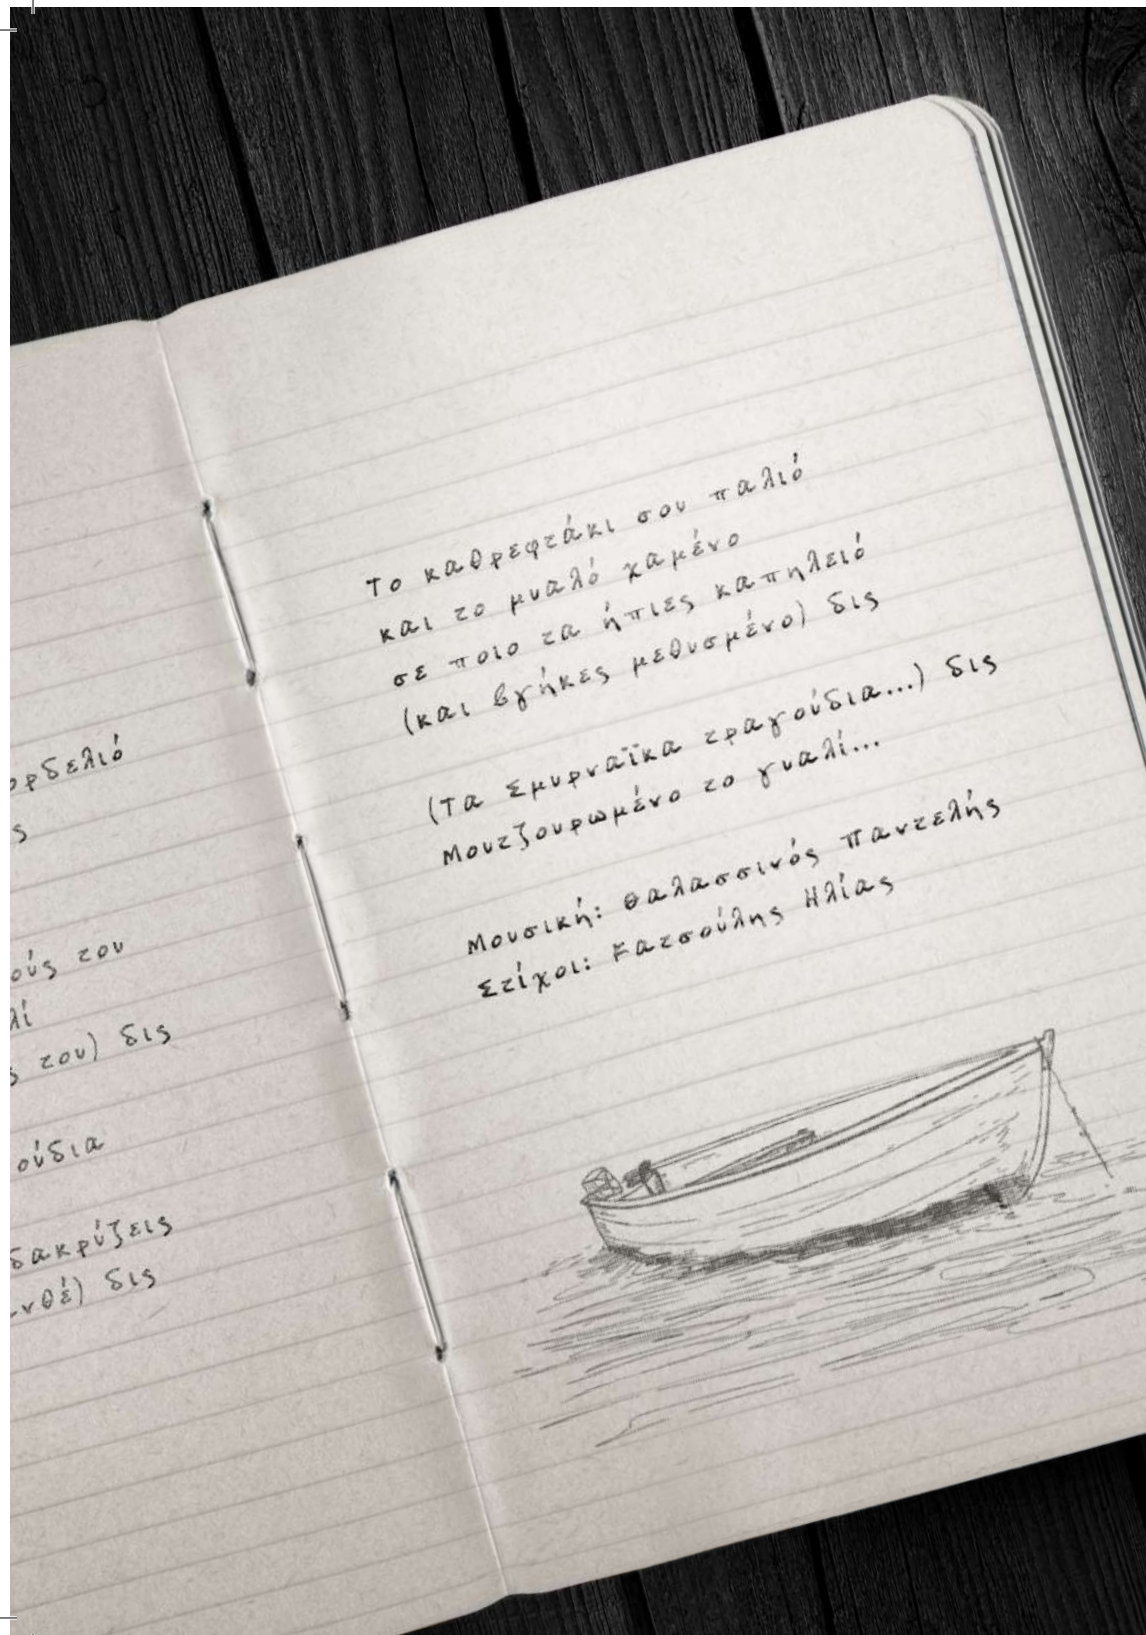 ορδελιό
ς
ούς του
λί
ς του) δις
ούδια
δακρύζεις
νθέ) δις
Το καθρεφτάκι σου παλιό
και το μυαλό χαμένο
σε ποιο τα ήπιες καπηλειό
(και βγήκες μεθυσμένο) δις
(Τα Σμυρναϊκα τραγούδια...) δις
Μουτζουρωμένο το γυαλί...
Μουσική: Θαλασσινός Παντελής
Στίχοι: Κατσούλης Ηλίας